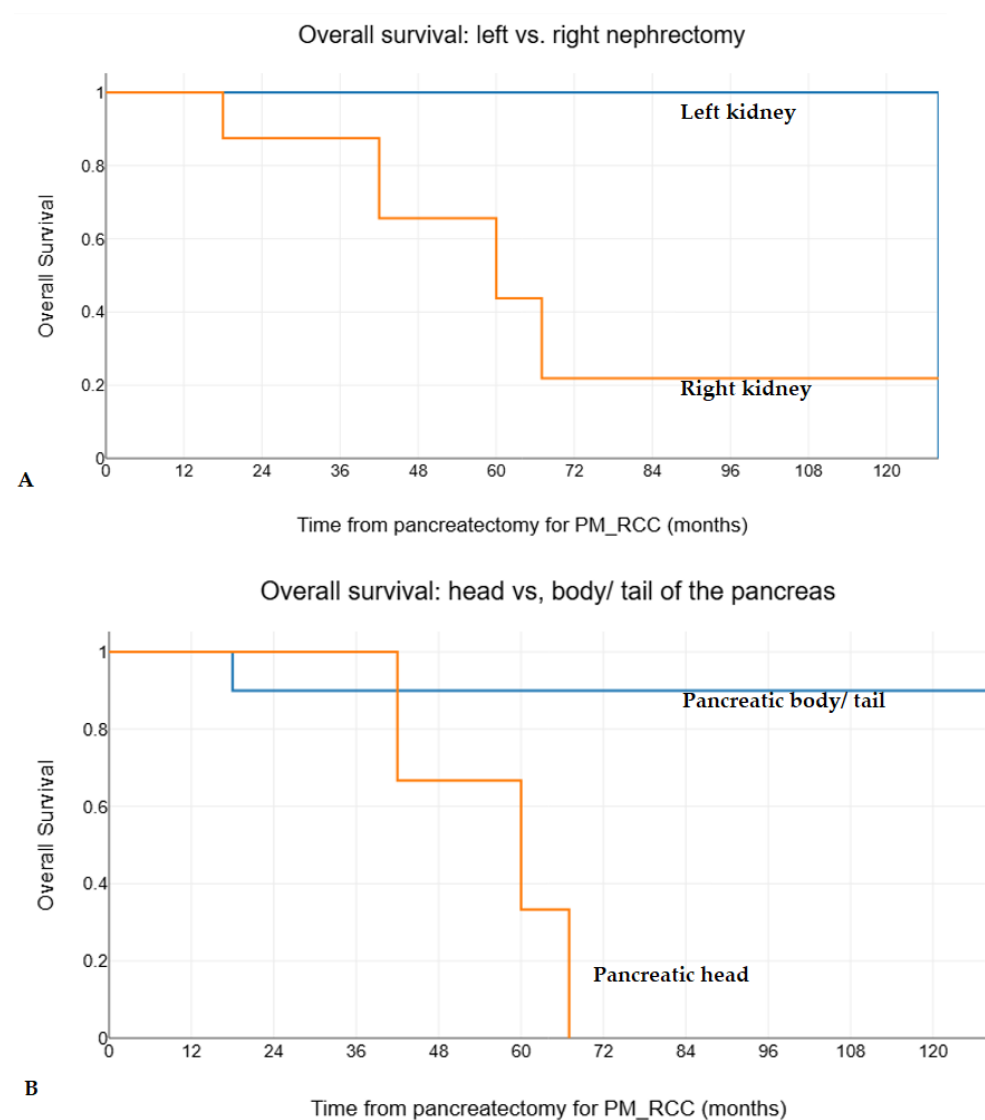 Overall survival: left vs. right nephrectomy
1
Left kidney
0.8
0.6
Overall Survival
0.4
0.2
Right kidney
0
0 12 24 36 48 60 72 84 96 108 120
A
Time from pancreatectomy for PM_RCC (months)
Overall survival: head vs, body/ tail of the pancreas
1
Pancreatic body/ tail
0.8
0.6
Overall Survival
0.4
0.2
Pancreatic head
0
0 12 24 36 48 60 72 84 96 108 120
B
Time from pancreatectomy for PM_RCC (months)